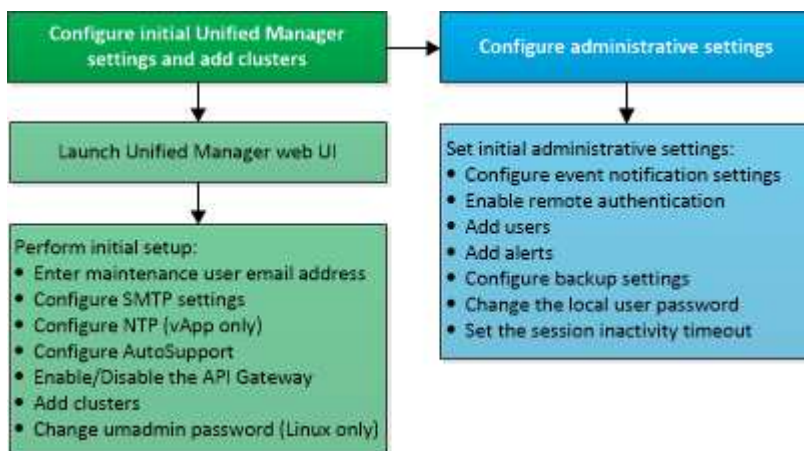 Configure initial Unified Manager
settings and add clusters
Launch Unified Manager web UI
Perform initial setup:
• Enter maintenance user email address
• Configure SMTP settings
• Configure NTP (vApp only)
• Configure AutoSupport
• Enable/Disable the API Gateway
• Add clusters
• Change umadmin password (Linux only)
Configure administrative settings
Set initial administrative settings:
• Configure event notification settings
• Enable remote authentication
• Add users
• Add alerts
• Configure backup settings
• Change the local user password
• Set the session inactivity timeout